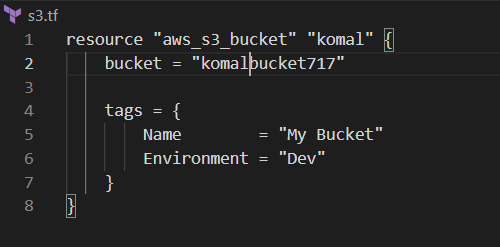 s3.tf
1 resource "aws_s3_bucket" "komal" {
2     bucket = "komalbucket717"
3
4     tags = {
5         Name        = "My Bucket"
6         Environment = "Dev"
7     }
8 }